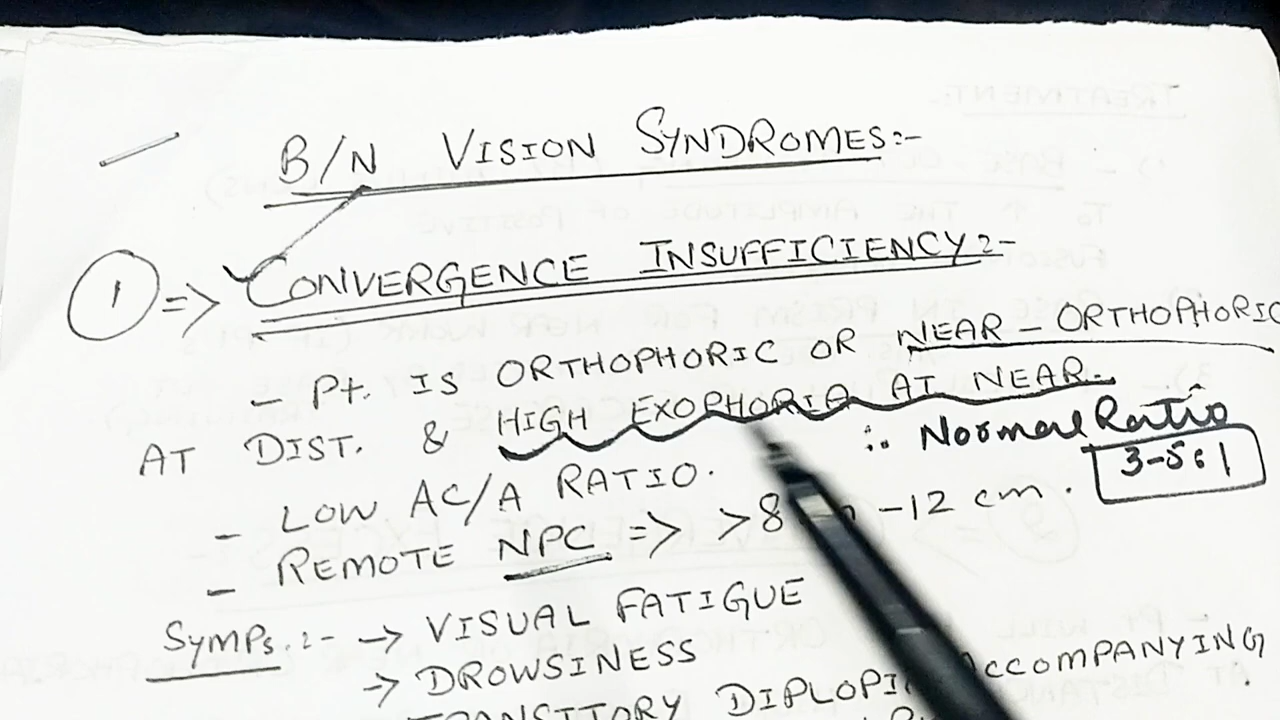 B/N VISION SYNDROMES:-
1 => CONVERGENCE INSUFFICIENCY:-
- Pt. IS ORTHOPHORIC OR NEAR - ORTHOPHORIC
AT DIST. & HIGH EXOPHORIA AT NEAR.
- LOW AC/A RATIO. ∴ Normal Ratio
3-5:1
- REMOTE NPC => >8 -12 cm.
SYMPS.:- → VISUAL FATIGUE
→ DROWSINESS
TRANSITORY DIPLOPIA ACCOMPANYING